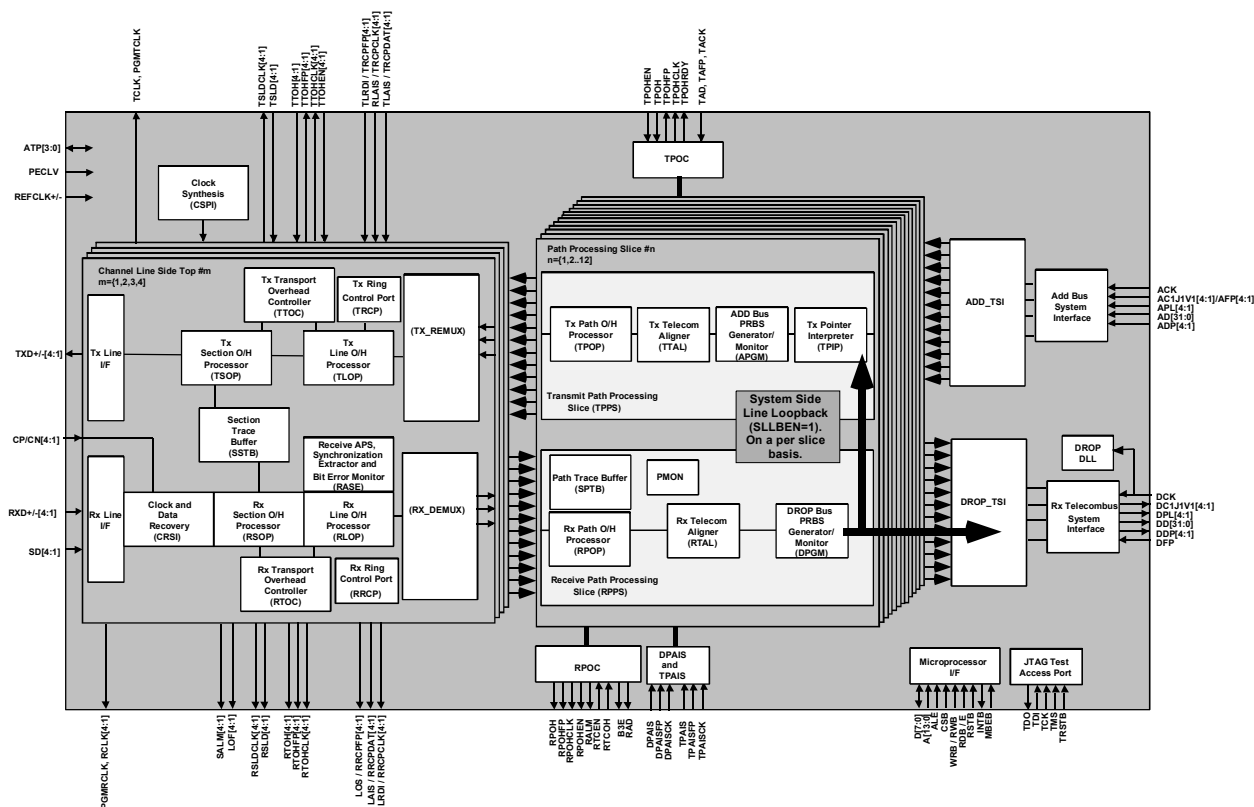 TCLK, PGMTCLK
TSLDCLK[4:1]
TSLD[4:1]
TTOH[4:1]
TTOHFP[4:1]
TTOHCLK[4:1]
TTOHEN[4:1]
TLRDI / TRCPFP[4:1]
RLAIS / TRCPCLK[4:1]
TLAIS / TRCPDAT[4:1]
TPOHEN
TPOH
TPOHFP
TPOHCLK
TPOHRDY
TAD, TAFP, TACK
ATP[3:0]
PECLV
REFCLK+/-
Clock
Synthesis
(CSPI)
TPOC
Channel Line Side Top #m
m={1,2,3,4]
Tx Transport
Overhead
Controller
(TTOC)
Tx Ring
Control Port
(TRCP)
(TX_REMUX)
Tx Line
I/F
Tx
Section O/H
Processor
(TSOP)
Tx
Line O/H
Processor
(TLOP)
Section
Trace
Buffer
(SSTB)
Receive APS,
Synchronization
Extractor and
Bit Error Monitor
(RASE)
Rx Line
I/F
Clock and
Data
Recovery
(CRSI)
Rx
Section O/H
Processor
(RSOP)
Rx
Line O/H
Processor
(RLOP)
(RX_DEMUX)
Rx Transport
Overhead
Controller
(RTOC)
Rx Ring
Control Port
(RRCP)
TXD+/-[4:1]
CP/CN[4:1]
RXD+/-[4:1]
SD[4:1]
Path Processing Slice #n
n=[1,2..12]
Tx Path O/H
Processor
(TPOP)
Tx Telecom
Aligner
(TTAL)
ADD Bus
PRBS
Generator/
Monitor
(APGM)
Tx Pointer
Interpreter
(TPIP)
Transmit Path Processing
Slice (TPPS)
System Side
Line Loopback
(SLLBEN=1).
On a per slice
basis.
Path Trace Buffer
(SPTB)
PMON
Rx Path O/H
Processor
(RPOP)
Rx Telecom
Aligner
(RTAL)
DROP Bus
PRBS
Generator/
Monitor
(DPGM)
Receive Path Processing
Slice (RPPS)
ADD_TSI
Add Bus
System
Interface
ACK
AC1J1V1[4:1]/AFP[4:1]
APL[4:1]
AD[31:0]
ADP[4:1]
DROP_TSI
DROP
DLL
Rx Telecombus
System
Interface
DCK
DC1J1V1[4:1]
DPL[4:1]
DD[31:0]
DDP[4:1]
DFP
RPOC
DPAIS
and
TPAIS
Microprocessor
I/F
JTAG Test
Access Port
PGMRCLK, RCLK[4:1]
SALM[4:1]
LOF[4:1]
RSLDCLK[4:1]
RSLD[4:1]
RTOH[4:1]
RTOHFP[4:1]
RTOHCLK[4:1]
LOS / RRCPFP[4:1]
LAIS / RRCPDAT[4:1]
LRDI / RRCPCLK[4:1]
RPOH
RPOHFP
RPOHCLK
RPOHEN
RALM
RTCEN
RTCOH
B3E
RAD
DPAIS
DPAISFP
DPAISCK
TPAIS
TPAISFP
TPAISCK
D[7:0]
A[13:0]
ALE
CSB
WRB / RWB
RDB / E
RSTB
INTB
MBEB
TDO
TDI
TCK
TMS
TRSTB